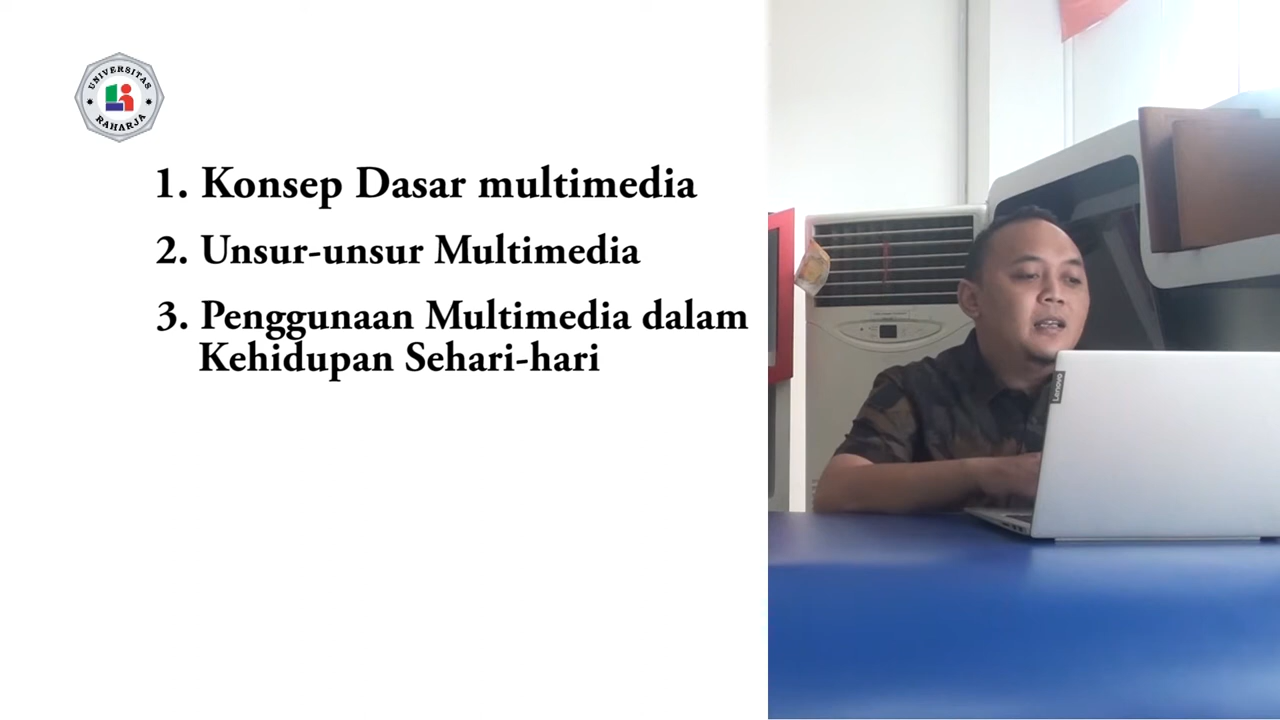 UNIVERSITAS
RAHARJA
1. Konsep Dasar multimedia
2. Unsur-unsur Multimedia
3. Penggunaan Multimedia dalam
Kehidupan Sehari-hari
Lenovo